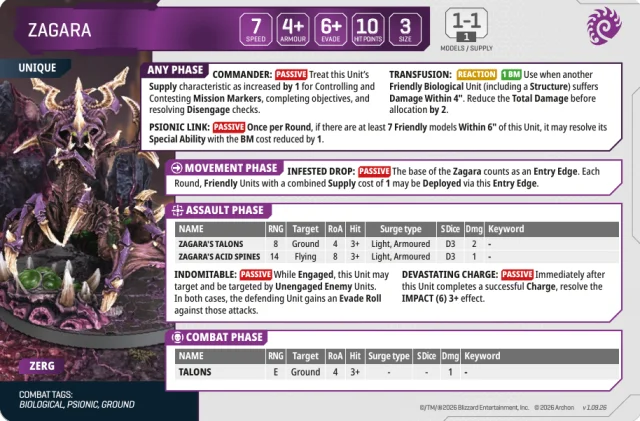 ZAGARA
7
SPEED
4+
ARMOUR
6+
EVADE
10
HIT POINTS
3
SIZE
1-1
1
MODELS / SUPPLY
UNIQUE
ANY PHASE
COMMANDER: PASSIVE Treat this Unit's
Supply characteristic as increased by 1 for Controlling and
Contesting Mission Markers, completing objectives, and
resolving Disengage checks.
TRANSFUSION: REACTION 1 BM Use when another
Friendly Biological Unit (including a Structure) suffers
Damage Within 4". Reduce the Total Damage before
allocation by 2.
PSIONIC LINK: PASSIVE Once per Round, if there are at least 7 Friendly models Within 6" of this Unit, it may resolve its
Special Ability with the BM cost reduced by 1.
MOVEMENT PHASE
INFESTED DROP: PASSIVE The base of the Zagara counts as an Entry Edge. Each
Round, Friendly Units with a combined Supply cost of 1 may be Deployed via this Entry Edge.
ASSAULT PHASE
NAME RNG Target RoA Hit Surge type SDice Dmg Keyword
ZAGARA'S TALONS 8 Ground 4 3+ Light, Armoured D3 2 -
ZAGARA'S ACID SPINES 14 Flying 8 3+ Light, Armoured D3 1 -
INDOMITABLE: PASSIVE While Engaged, this Unit may
target and be targeted by Unengaged Enemy Units.
In both cases, the defending Unit gains an Evade Roll
against those attacks.
DEVASTATING CHARGE: PASSIVE Immediately after
this Unit completes a successful Charge, resolve the
IMPACT (6) 3+ effect.
COMBAT PHASE
NAME RNG Target RoA Hit Surge type SDice Dmg Keyword
TALONS E Ground 4 3+ - - 1 -
ZERG
COMBAT TAGS:
BIOLOGICAL, PSIONIC, GROUND
©/TM/®2026 Blizzard Entertainment, Inc. © 2026 Archon v 1.09.26